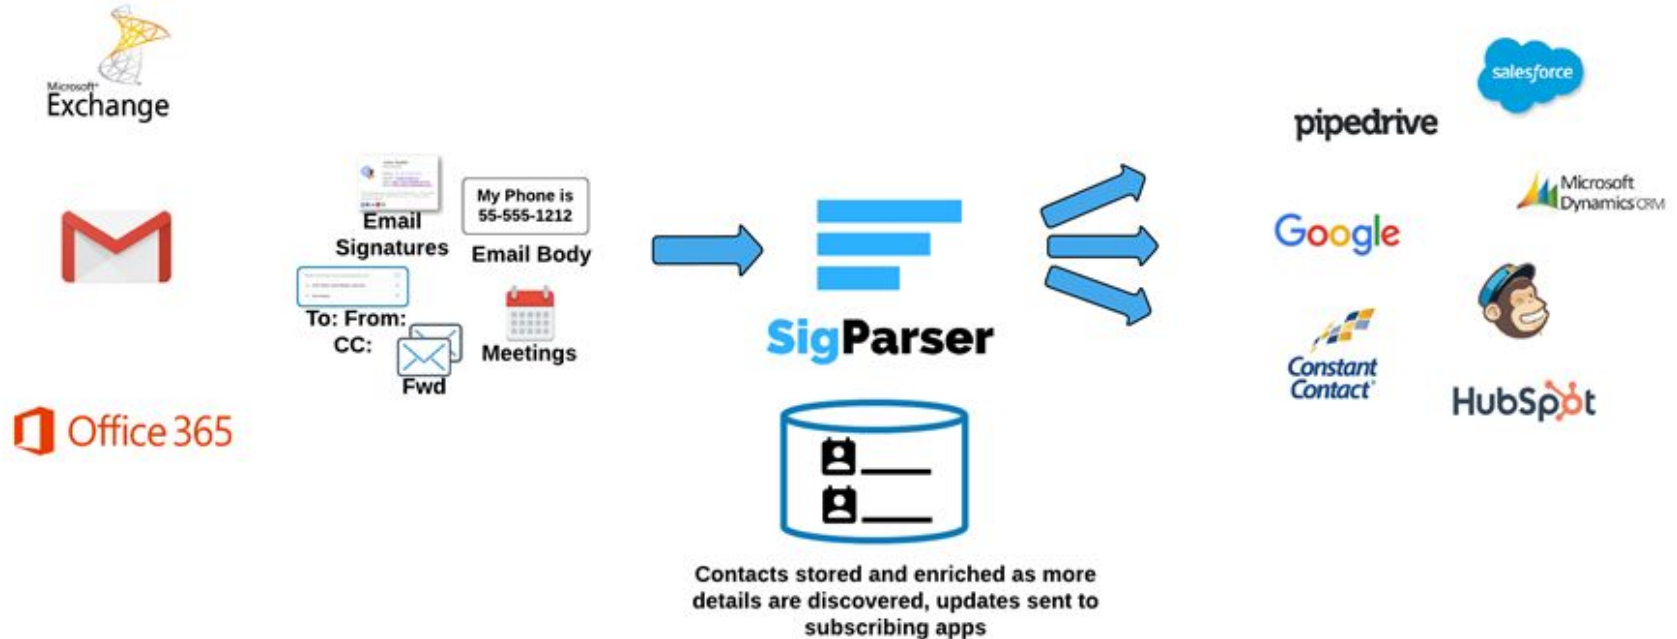 Microsoft®
Exchange
Office 365
Email
Signatures
My Phone is
55-555-1212
Email Body
To: From:
CC:
Fwd
Meetings
SigParser
Contacts stored and enriched as more
details are discovered, updates sent to
subscribing apps
salesforce
pipedrive
Microsoft
Dynamics CRM
Google
Constant
Contact®
HubSpot